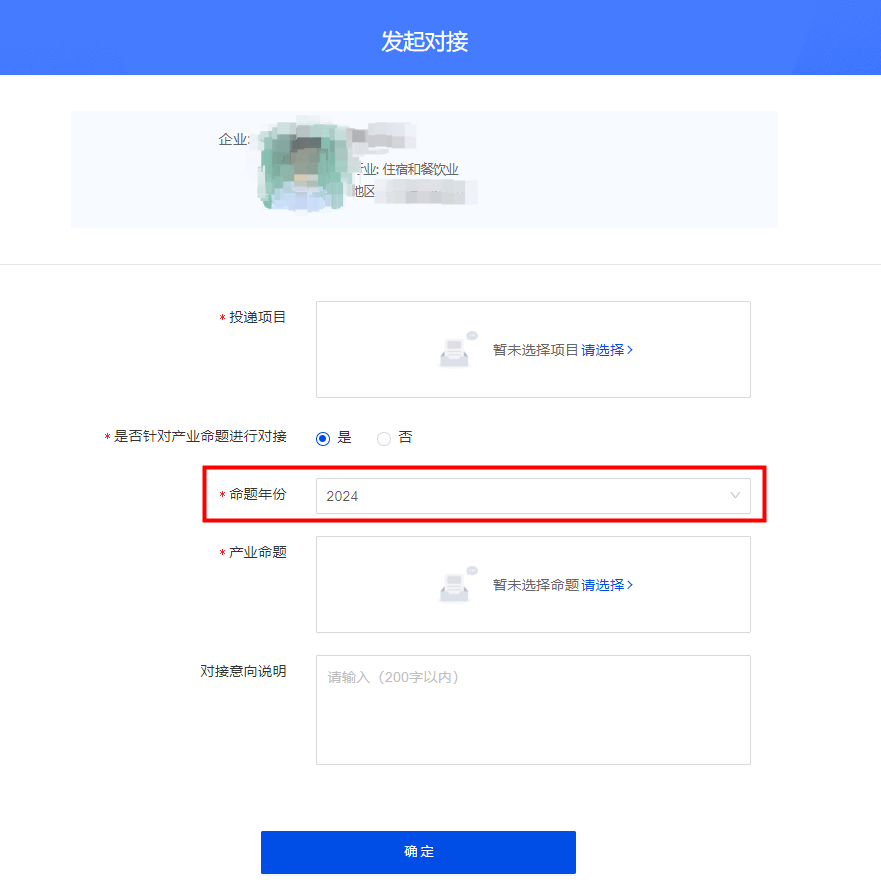 发起对接
企业:
业: 住宿和餐饮业
地区
* 投递项目
暂未选择项目 请选择>
* 是否针对产业命题进行对接
是
否
* 命题年份
2024
* 产业命题
暂未选择命题 请选择>
对接意向说明
请输入（200字以内）
确 定